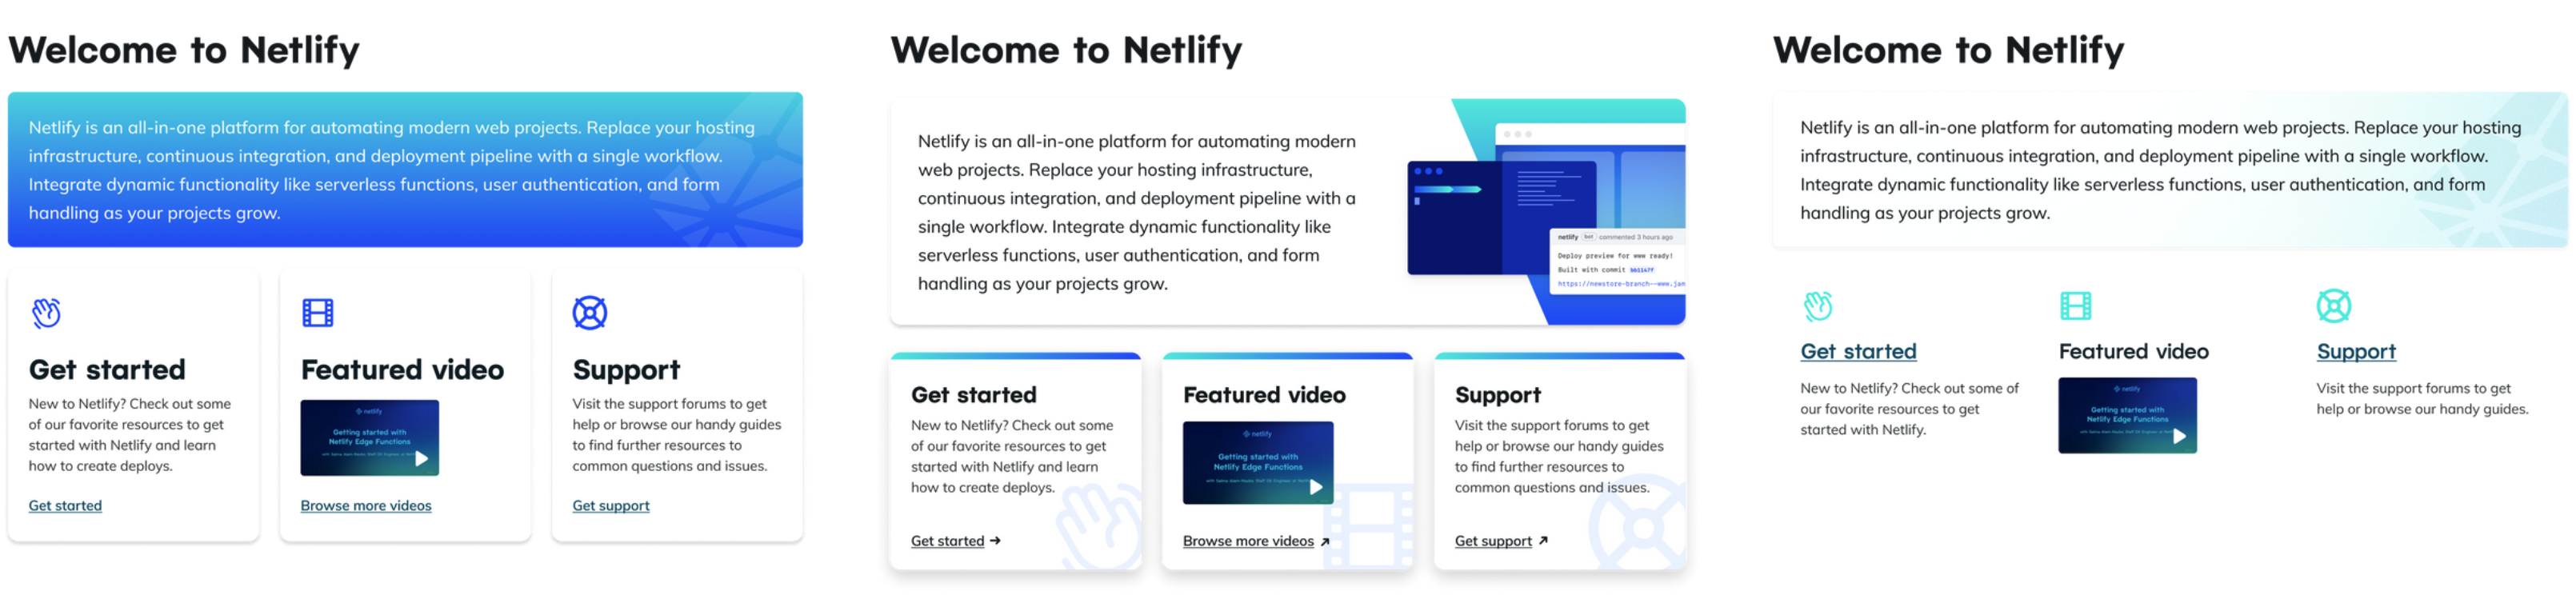 Welcome to Netlify
Netlify is an all-in-one platform for automating modern web projects. Replace your hosting
infrastructure, continuous integration, and deployment pipeline with a single workflow.
Integrate dynamic functionality like serverless functions, user authentication, and form
handling as your projects grow.
Get started
New to Netlify? Check out some
of our favorite resources to get
started with Netlify and learn
how to create deploys.
Get started
Featured video
netlify
Getting started with
Netlify Edge Functions
Browse more videos
Support
Visit the support forums to get
help or browse our handy guides
to find further resources to
common questions and issues.
Get support
Welcome to Netlify
Netlify is an all-in-one platform for automating modern
web projects. Replace your hosting infrastructure,
continuous integration, and deployment pipeline with a
single workflow. Integrate dynamic functionality like
serverless functions, user authentication, and form
handling as your projects grow.
netlify bot commented 3 hours ago
Deploy preview for www ready!
Built with commit
https://newstore-branch--www.jam
Get started
New to Netlify? Check out some
of our favorite resources to get
started with Netlify and learn
how to create deploys.
Get started →
Featured video
netlify
Getting started with
Netlify Edge Functions
Browse more videos ↗
Support
Visit the support forums to get
help or browse our handy guides
to find further resources to
common questions and issues.
Get support ↗
Welcome to Netlify
Netlify is an all-in-one platform for automating modern web projects. Replace your hosting
infrastructure, continuous integration, and deployment pipeline with a single workflow.
Integrate dynamic functionality like serverless functions, user authentication, and form
handling as your projects grow.
Get started
New to Netlify? Check out some of
our favorite resources to get
started with Netlify.
Featured video
netlify
Getting started with
Netlify Edge Functions
Support
Visit the support forums to get
help or browse our handy guides.